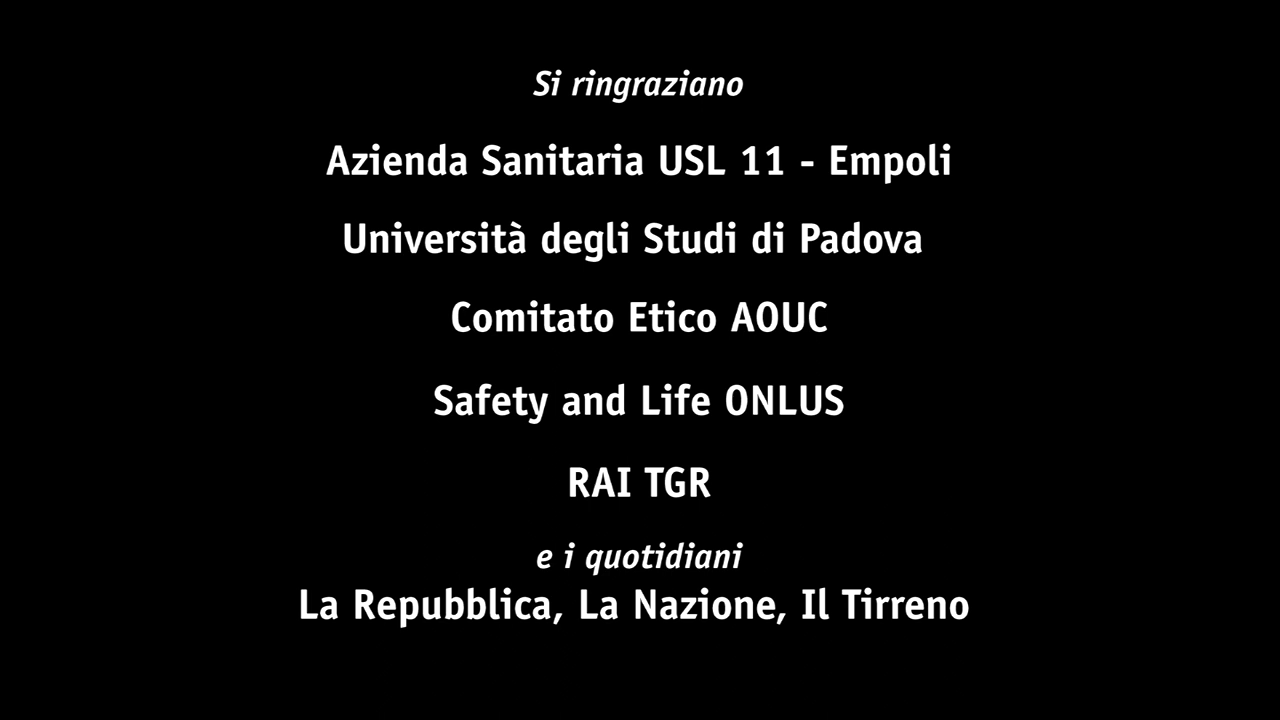 Si ringraziano
Azienda Sanitaria USL 11 - Empoli
Università degli Studi di Padova
Comitato Etico AOUC
Safety and Life ONLUS
RAI TGR
e i quotidiani
La Repubblica, La Nazione, Il Tirreno